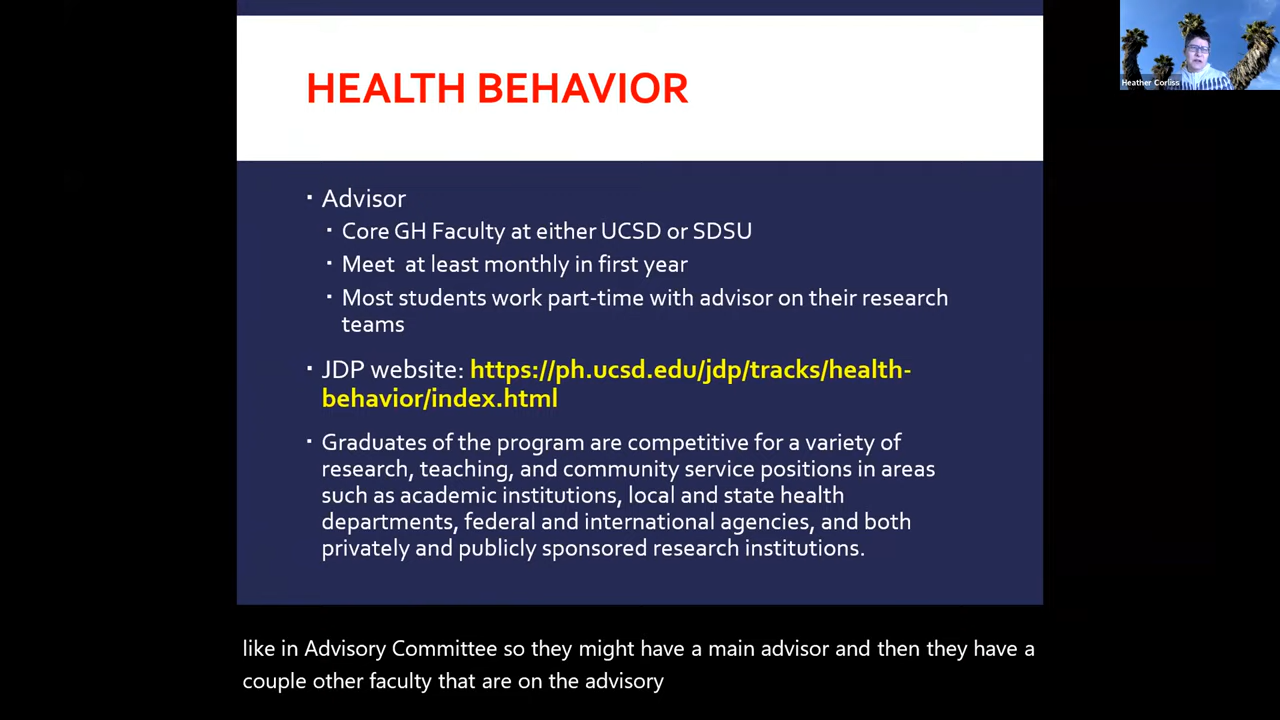 HEALTH BEHAVIOR
Heather Corliss
▪ Advisor
▪ Core GH Faculty at either UCSD or SDSU
▪ Meet  at least monthly in first year
▪ Most students work part-time with advisor on their research
teams
▪ JDP website: https://ph.ucsd.edu/jdp/tracks/health-
behavior/index.html
▪ Graduates of the program are competitive for a variety of
research, teaching, and community service positions in areas
such as academic institutions, local and state health
departments, federal and international agencies, and both
privately and publicly sponsored research institutions.
like in Advisory Committee so they might have a main advisor and then they have a
couple other faculty that are on the advisory